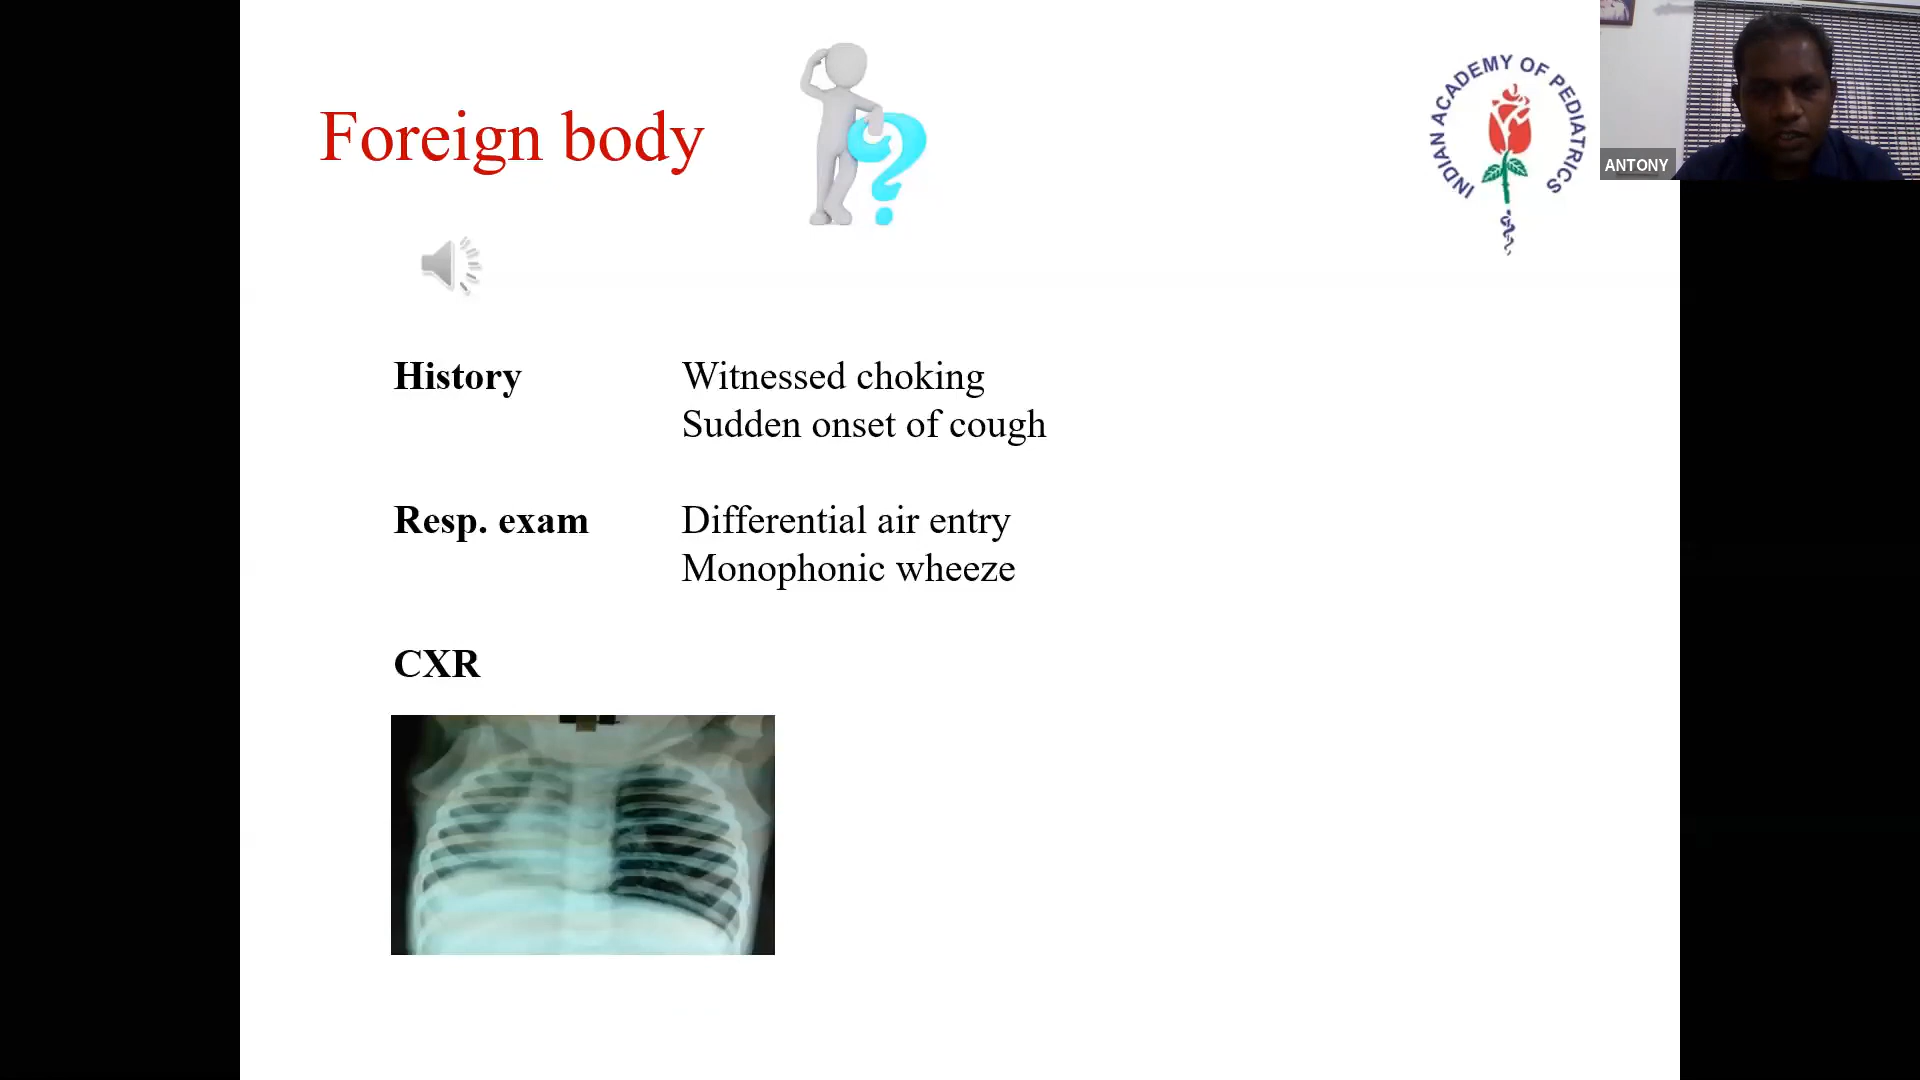 Foreign body
INDIAN ACADEMY OF PEDIATRICS
ANTONY
History Witnessed choking
Sudden onset of cough
Resp. exam Differential air entry
Monophonic wheeze
CXR